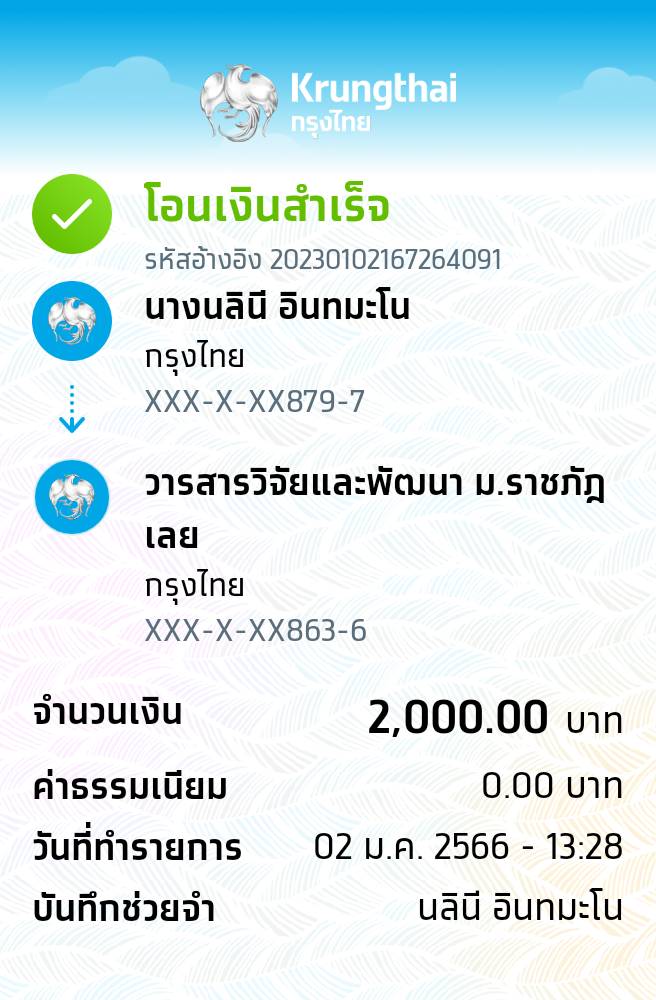 Krungthai
กรุงไทย
โอนเงินสำเร็จ
รหัสอ้างอิง 20230102167264091
นางนลินี อินทมะโน
กรุงไทย
XXX-X-XX879-7
วารสารวิจัยและพัฒนา ม.ราชภัฎ
เลย
กรุงไทย
XXX-X-XX863-6
จำนวนเงิน 2,000.00 บาท
ค่าธรรมเนียม 0.00 บาท
วันที่ทำรายการ 02 ม.ค. 2566 - 13:28
บันทึกช่วยจำ นลินี อินทมะโน